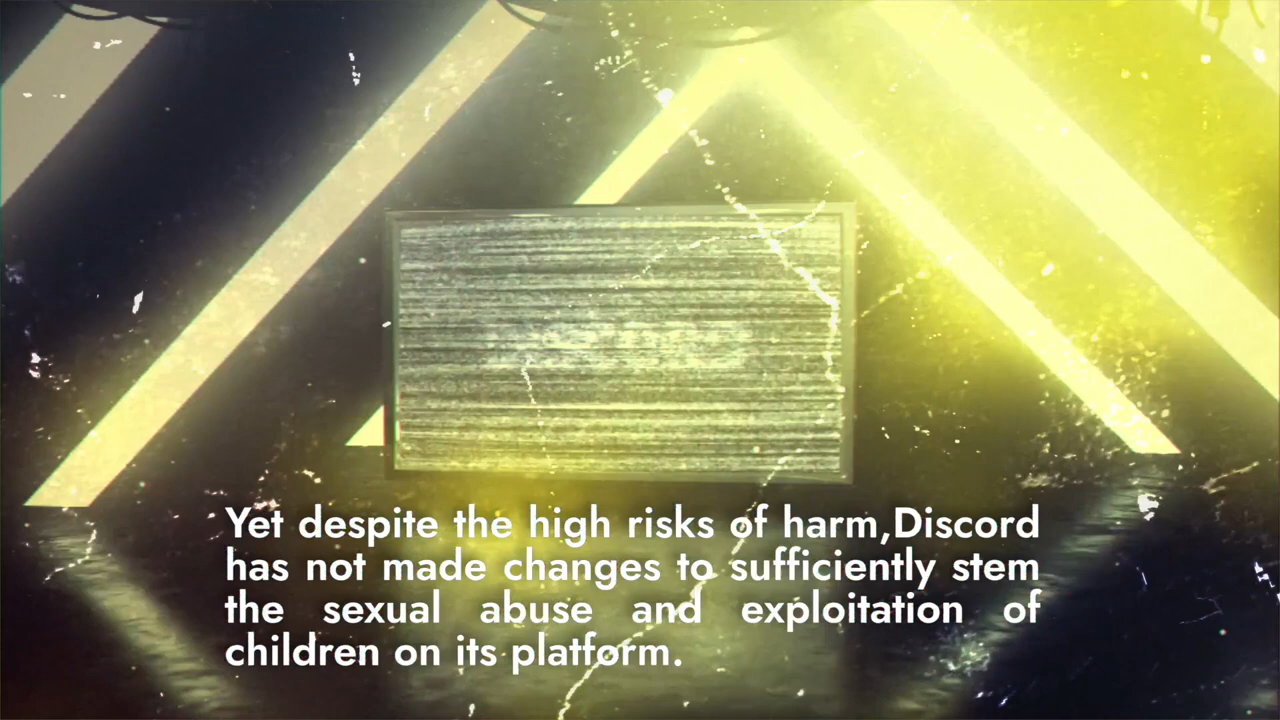 Yet despite the high risks of harm,Discord
has not made changes to sufficiently stem
the sexual abuse and exploitation of
children on its platform.